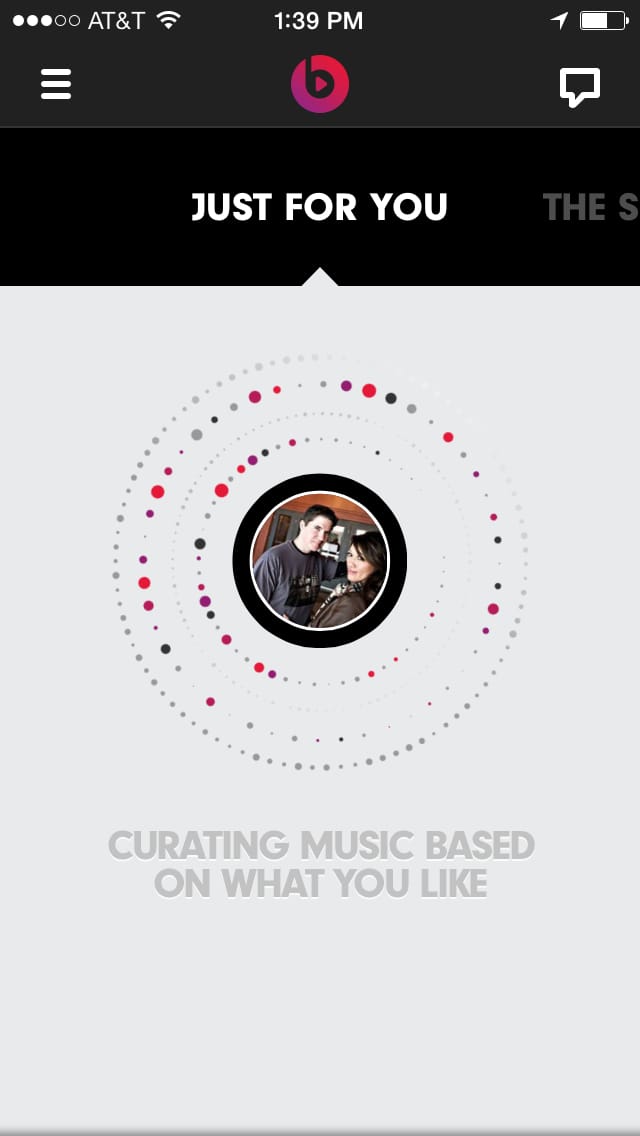 AT&T 1:39 PM
JUST FOR YOU THE S
CURATING MUSIC BASED
ON WHAT YOU LIKE